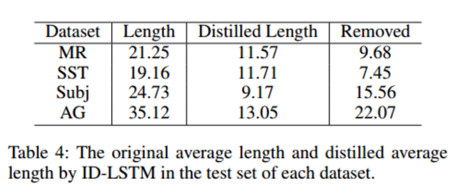 Dataset Length Distilled Length Removed
MR 21.25 11.57 9.68
SST 19.16 11.71 7.45
Subj 24.73 9.17 15.56
AG 35.12 13.05 22.07
Table 4: The original average length and distilled average
length by ID-LSTM in the test set of each dataset.